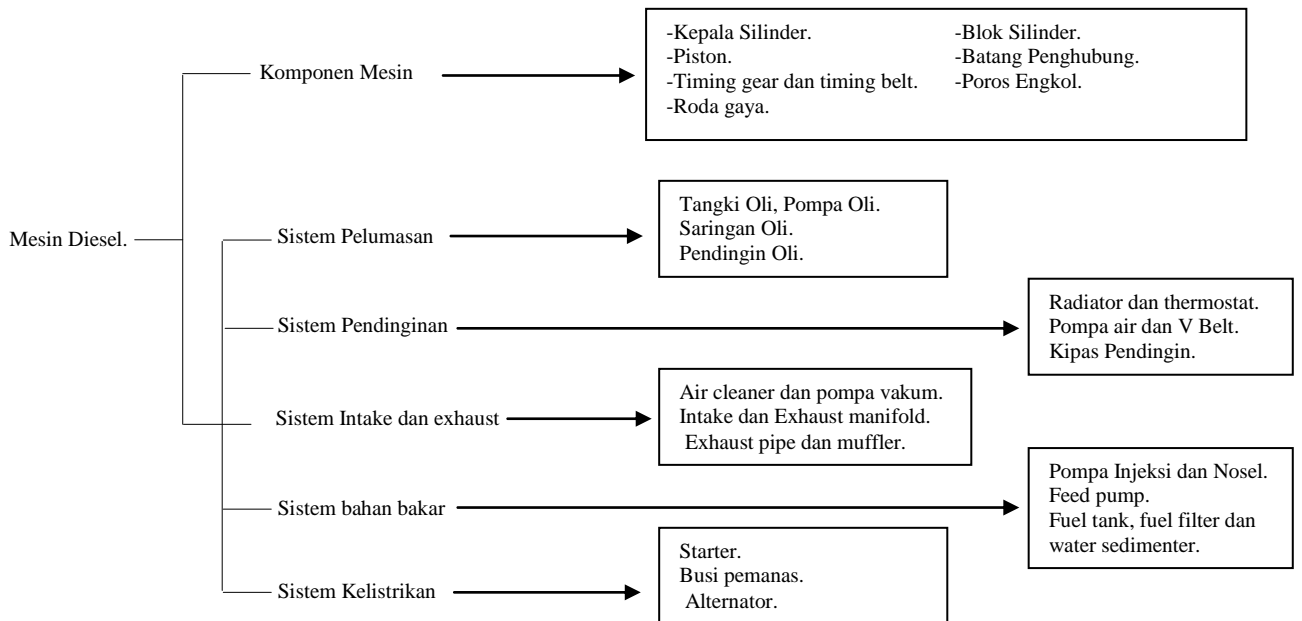 Mesin Diesel.
Komponen Mesin
-Kepala Silinder. -Blok Silinder.
-Piston. -Batang Penghubung.
-Timing gear dan timing belt. -Poros Engkol.
-Roda gaya.
Sistem Pelumasan
Tangki Oli, Pompa Oli.
Saringan Oli.
Pendingin Oli.
Sistem Pendinginan
Radiator dan thermostat.
Pompa air dan V Belt.
Kipas Pendingin.
Sistem Intake dan exhaust
Air cleaner dan pompa vakum.
Intake dan Exhaust manifold.
Exhaust pipe dan muffler.
Sistem bahan bakar
Pompa Injeksi dan Nosel.
Feed pump.
Fuel tank, fuel filter dan
water sedimenter.
Sistem Kelistrikan
Starter.
Busi pemanas.
Alternator.